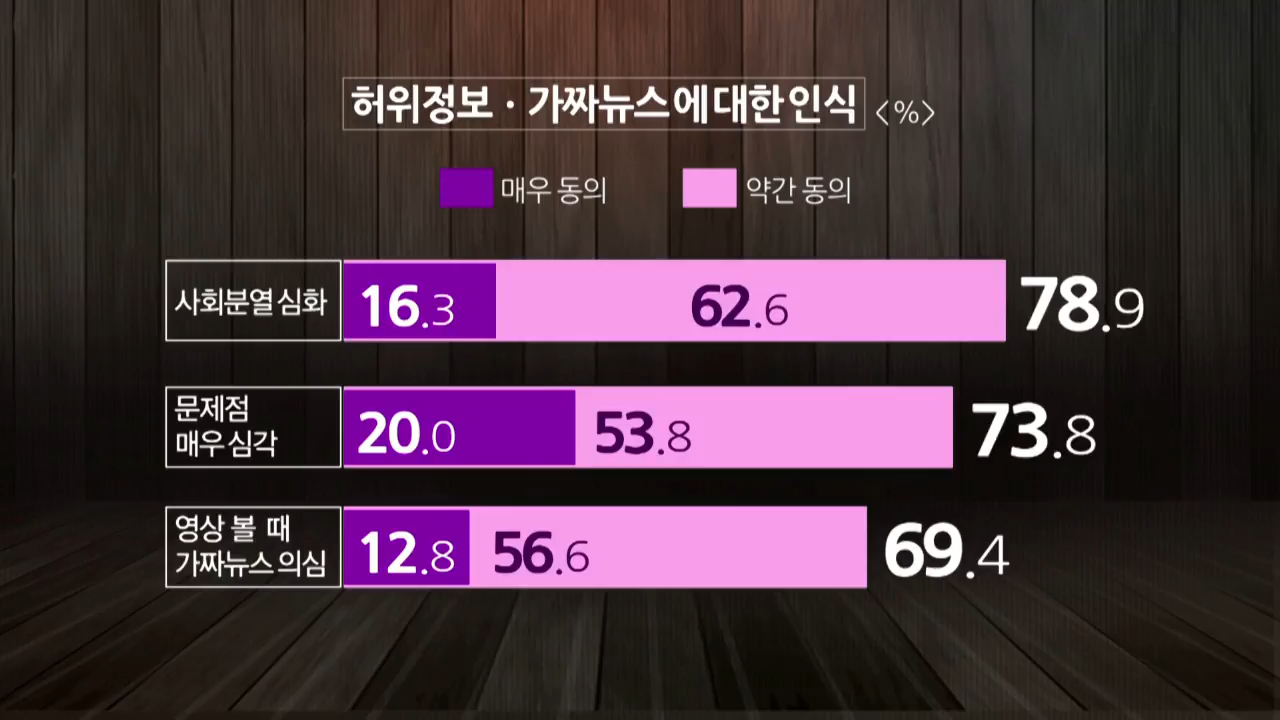 허위정보 · 가짜뉴스에 대한 인식 <%>
매우 동의 약간 동의
사회분열 심화 16.3 62.6 78.9
문제점
매우 심각 20.0 53.8 73.8
영상 볼 때
가짜뉴스 의심 12.8 56.6 69.4